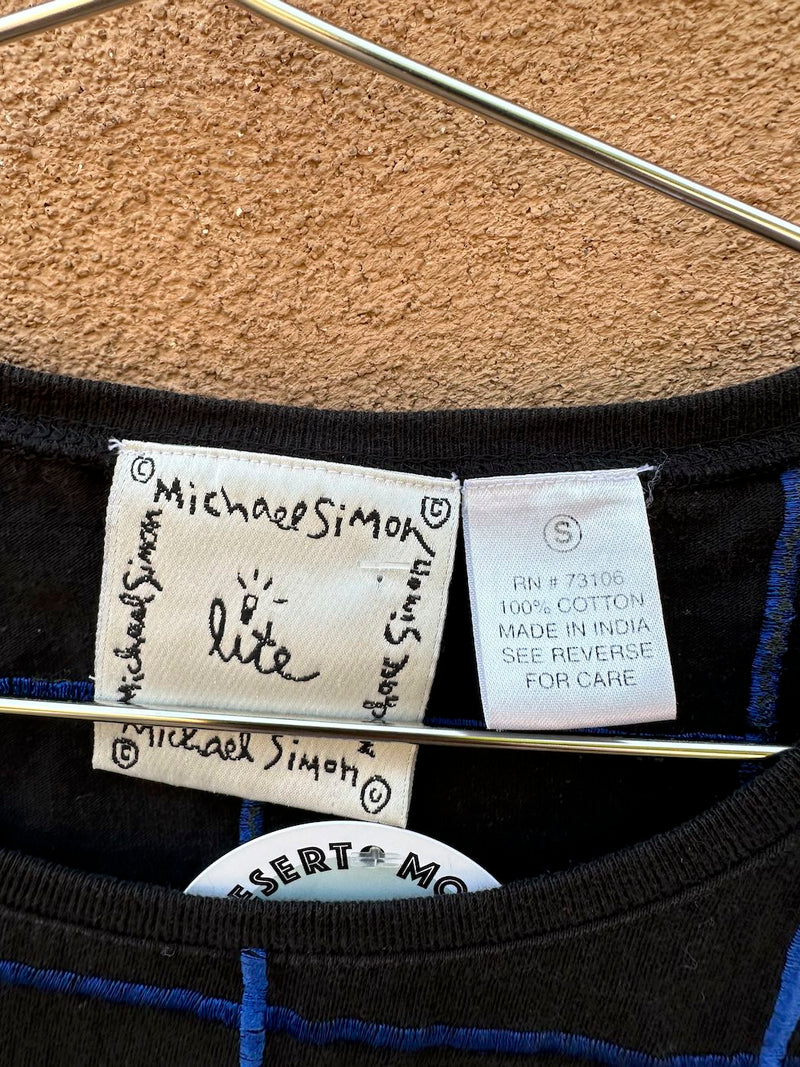 © Michael Simon ©
Michael Simon
lite
Michael Simon
Michael Simon
©
©
S
RN # 73106
100% COTTON
MADE IN INDIA
SEE REVERSE
FOR CARE
DESERT MO